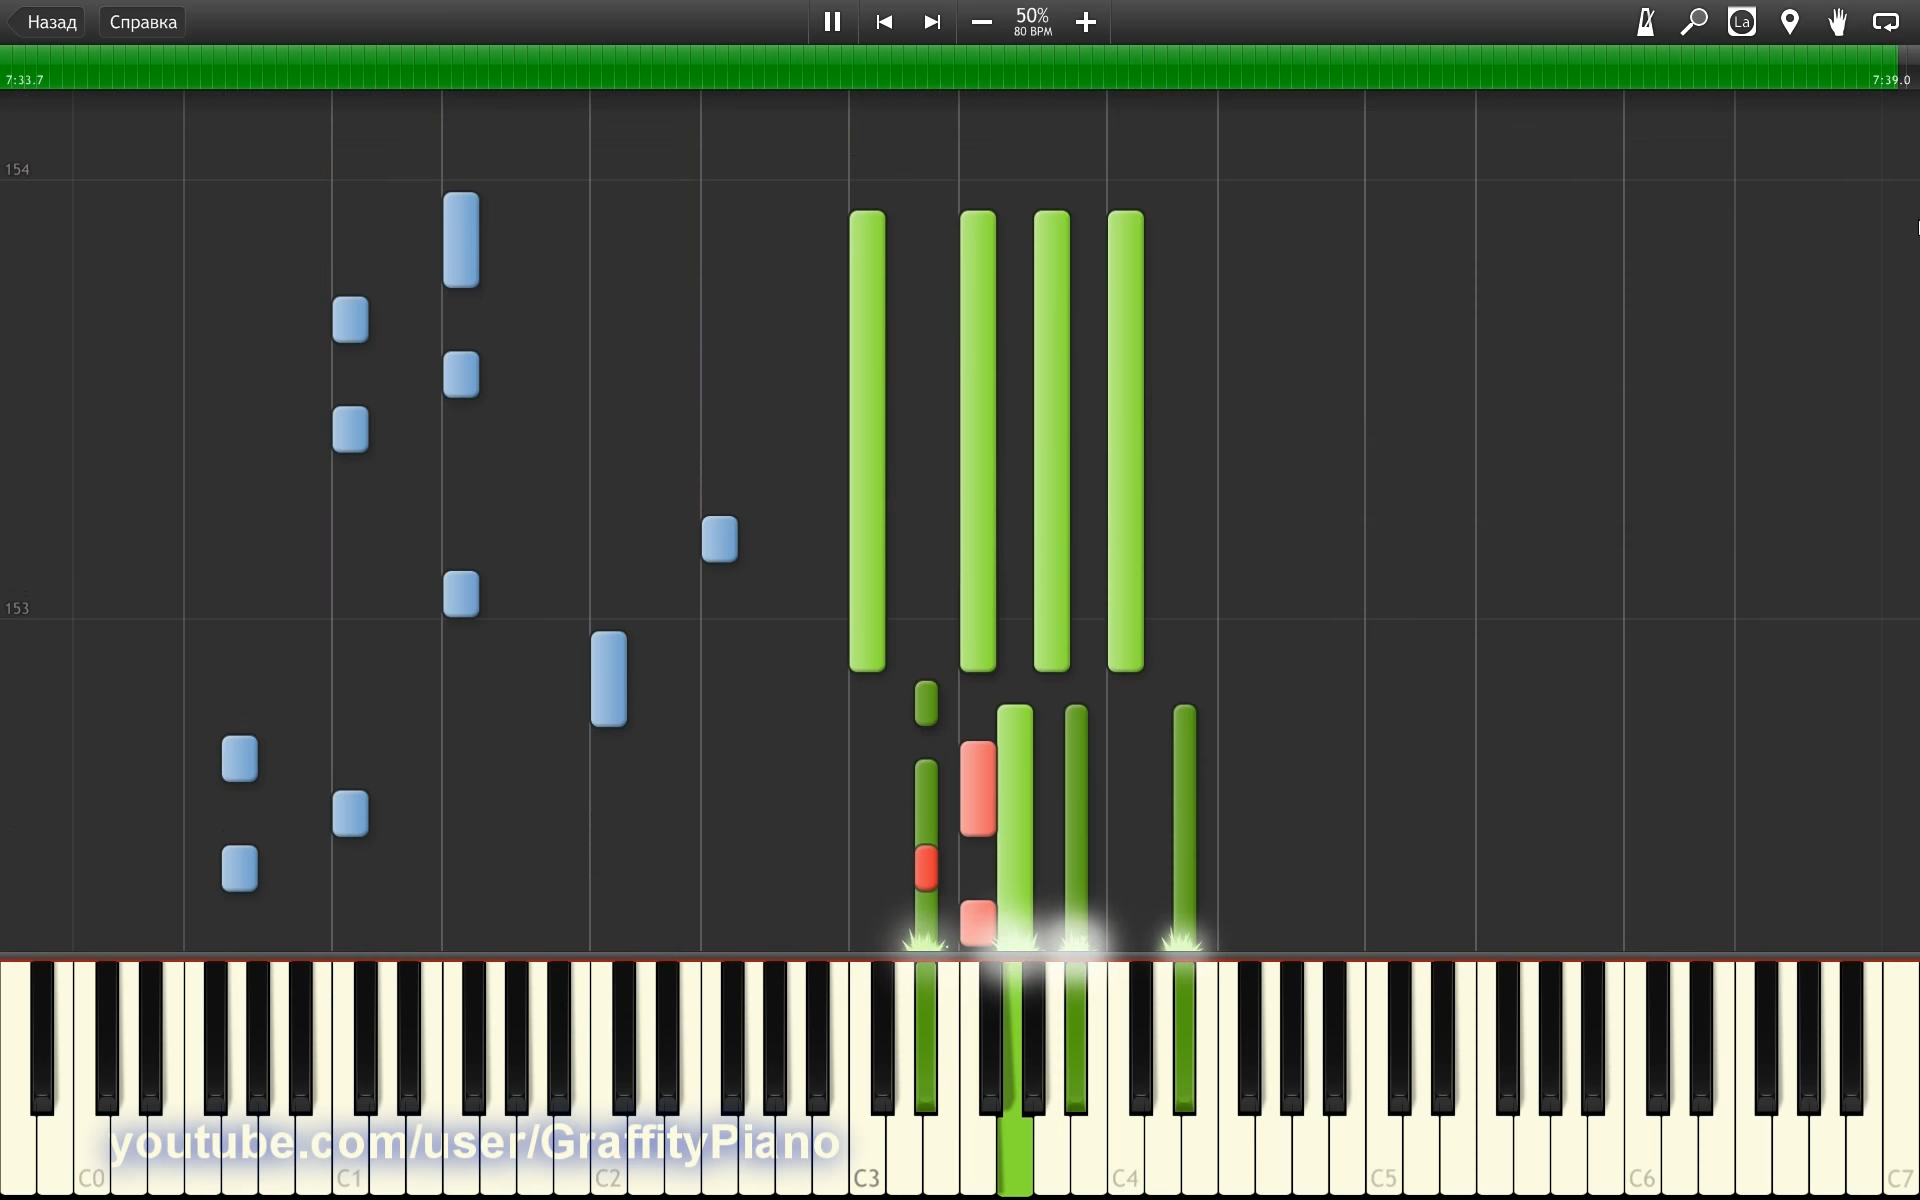 Назад Справка 50% La
80 BPM
7:33.7 7:39.0
154
153
youtube.com/user/GraffityPiano
C0 C1 C2 C3 C4 C5 C6 C7